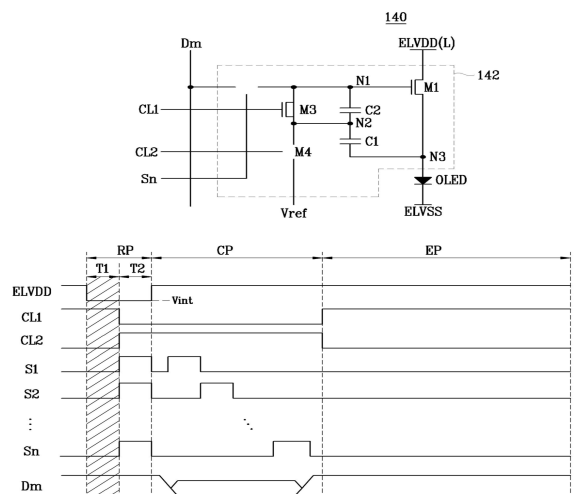 140
Dm
ELVDD(L)
142
N1
M1
CL1
M3
C2
N2
C1
CL2
M4
N3
Sn
OLED
Vref
ELVSS
RP
CP
EP
T1
T2
ELVDD
Vint
CL1
CL2
S1
S2
⋮
⋱
Sn
Dm